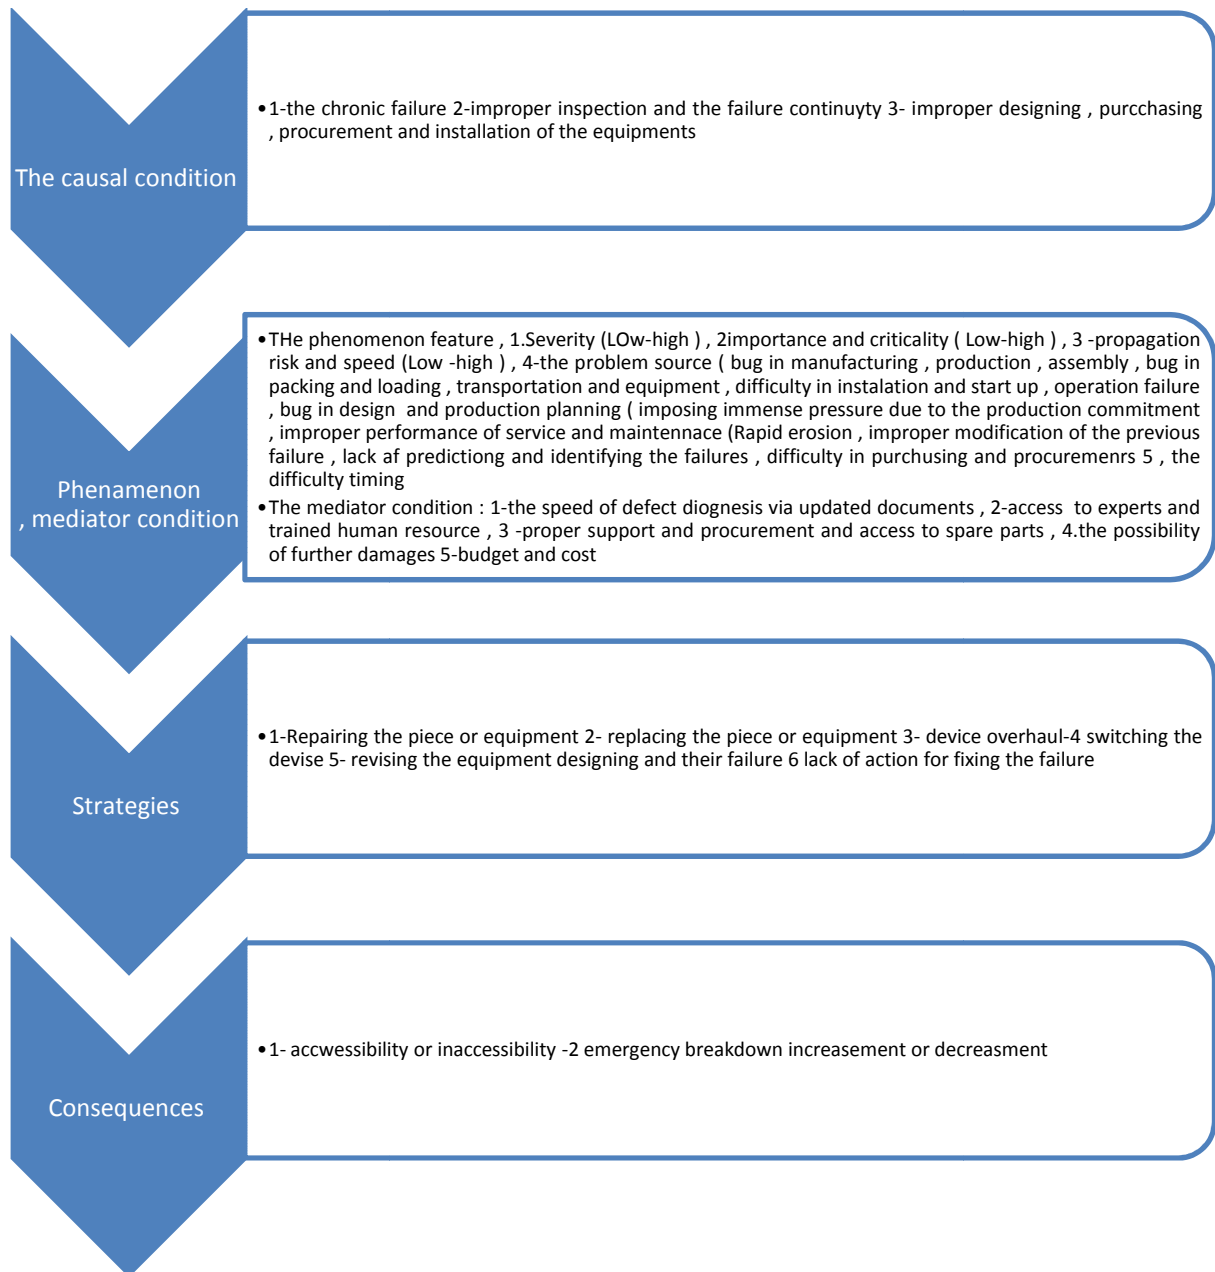 •1-the chronic failure 2-improper inspection and the failure continuyty 3- improper designing , purcchasing
, procurement and installation of the equipments
The causal condition
•THe phenomenon feature , 1.Severity (LOw-high ) , 2importance and criticality ( Low-high ) , 3 -propagation
risk and speed (Low -high ) , 4-the problem source ( bug in manufacturing , production , assembly , bug in
packing and loading , transportation and equipment , difficulty in instalation and start up , operation failure
, bug in design and production planning ( imposing immense pressure due to the production commitment
, improper performance of service and maintennace (Rapid erosion , improper modification of the previous
failure , lack af predictiong and identifying the failures , difficulty in purchusing and procuremenrs 5 , the
difficulty timing
•The mediator condition : 1-the speed of defect diognesis via updated documents , 2-access to experts and
trained human resource , 3 -proper support and procurement and access to spare parts , 4.the possibility
of further damages 5-budget and cost
Phenamenon
, mediator condition
•1-Repairing the piece or equipment 2- replacing the piece or equipment 3- device overhaul-4 switching the
devise 5- revising the equipment designing and their failure 6 lack of action for fixing the failure
Strategies
•1- accwessibility or inaccessibility -2 emergency breakdown increasement or decreasment
Consequences